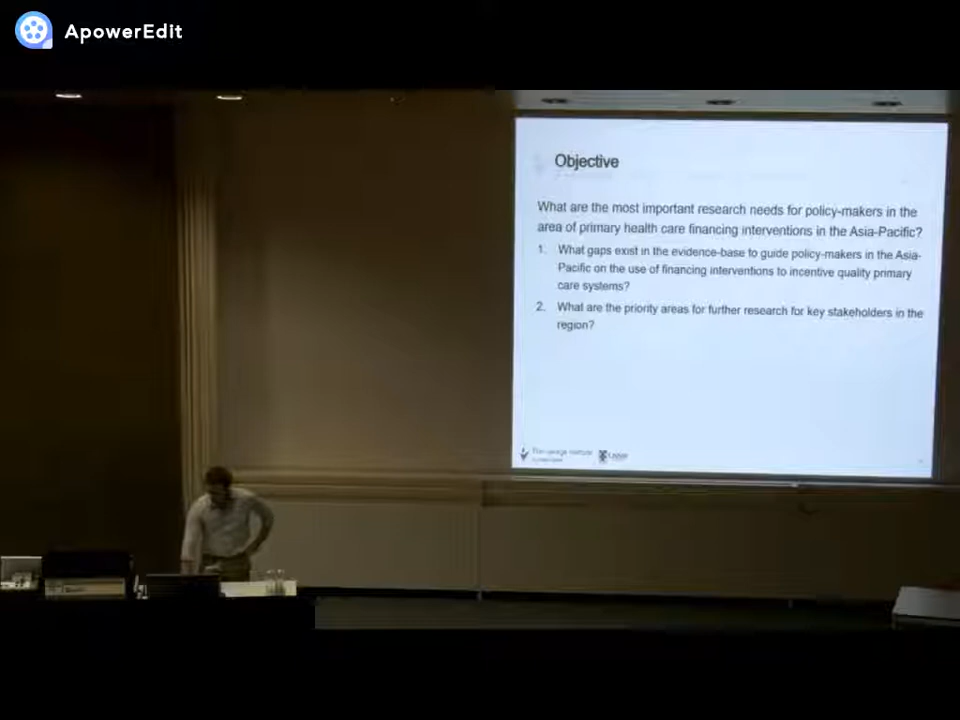 ApowerEdit
Objective
What are the most important research needs for policy-makers in the
area of primary health care financing interventions in the Asia-Pacific?
1. What gaps exist in the evidence-base to guide policy-makers in the Asia-
Pacific on the use of financing interventions to incentive quality primary
care systems?
2. What are the priority areas for further research for key stakeholders in the
region?